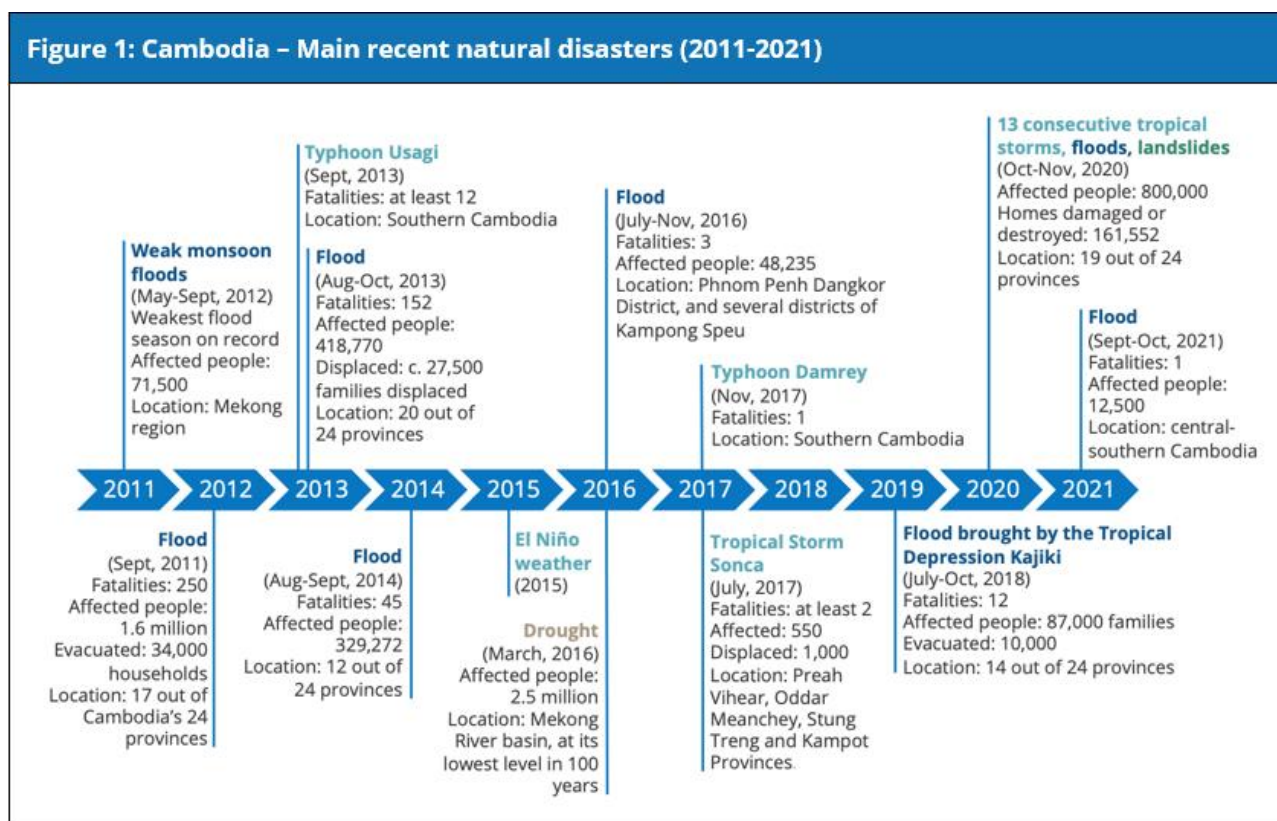 Figure 1: Cambodia – Main recent natural disasters (2011-2021)
Weak monsoon
floods
(May-Sept, 2012)
Weakest flood
season on record
Affected people:
71,500
Location: Mekong
region
Typhoon Usagi
(Sept, 2013)
Fatalities: at least 12
Location: Southern Cambodia
Flood
(Aug-Oct, 2013)
Fatalities: 152
Affected people:
418,770
Displaced: c. 27,500
families displaced
Location: 20 out of
24 provinces
Flood
(July-Nov, 2016)
Fatalities: 3
Affected people: 48,235
Location: Phnom Penh Dangkor
District, and several districts of
Kampong Speu
Typhoon Damrey
(Nov, 2017)
Fatalities: 1
Location: Southern Cambodia
13 consecutive tropical
storms, floods, landslides
(Oct-Nov, 2020)
Affected people: 800,000
Homes damaged or
destroyed: 161,552
Location: 19 out of 24
provinces
Flood
(Sept-Oct, 2021)
Fatalities: 1
Affected people:
12,500
Location: central-
southern Cambodia
2011 2012 2013 2014 2015 2016 2017 2018 2019 2020 2021
Flood
(Sept, 2011)
Fatalities: 250
Affected people:
1.6 million
Evacuated: 34,000
households
Location: 17 out of
Cambodia’s 24
provinces
Flood
(Aug-Sept, 2014)
Fatalities: 45
Affected people:
329,272
Location: 12 out of
24 provinces
El Niño
weather
(2015)
Drought
(March, 2016)
Affected people:
2.5 million
Location: Mekong
River basin, at its
lowest level in 100
years
Tropical Storm
Sonca
(July, 2017)
Fatalities: at least 2
Affected: 550
Displaced: 1,000
Location: Preah
Vihear, Oddar
Meanchey, Stung
Treng and Kampot
Provinces.
Flood brought by the Tropical
Depression Kajiki
(July-Oct, 2018)
Fatalities: 12
Affected people: 87,000 families
Evacuated: 10,000
Location: 14 out of 24 provinces